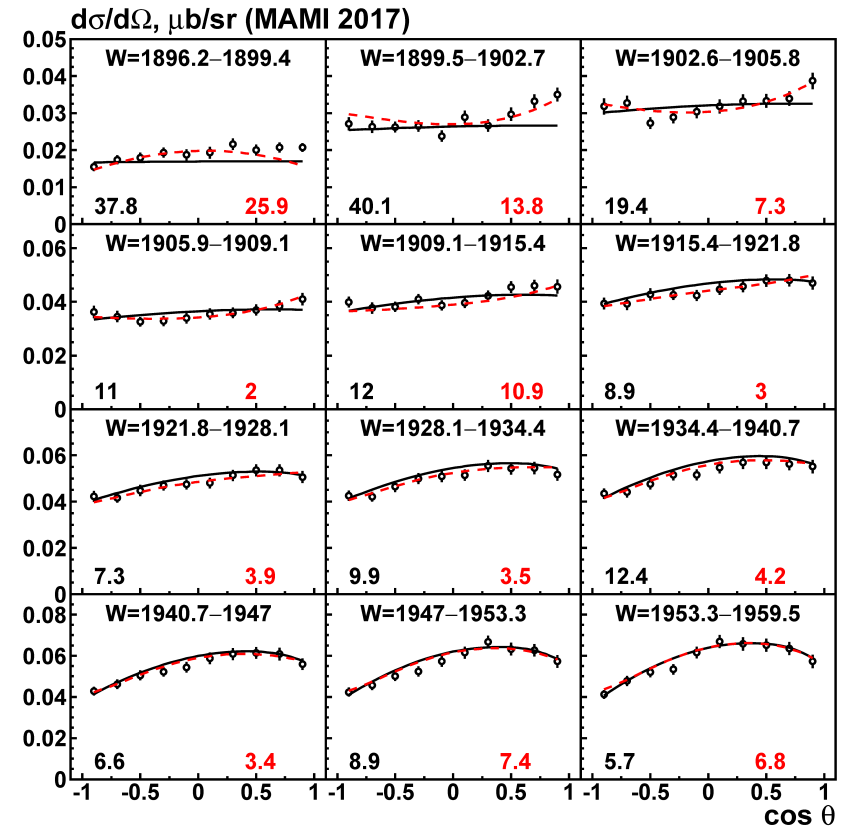 dσ/dΩ, μb/sr (MAMI 2017)
0.05
0.04
0.03
0.02
0.01
0
W=1896.2–1899.4
37.8
25.9
W=1899.5–1902.7
40.1
13.8
W=1902.6–1905.8
19.4
7.3
0.06
0.04
0.02
0
W=1905.9–1909.1
11
2
W=1909.1–1915.4
12
10.9
W=1915.4–1921.8
8.9
3
0.06
0.04
0.02
0
W=1921.8–1928.1
7.3
3.9
W=1928.1–1934.4
9.9
3.5
W=1934.4–1940.7
12.4
4.2
0.08
0.06
0.04
0.02
0
W=1940.7–1947
6.6
3.4
W=1947–1953.3
8.9
7.4
W=1953.3–1959.5
5.7
6.8
-1 -0.5 0 0.5 1
-1 -0.5 0 0.5 1
-1 -0.5 0 0.5 1
cos θ